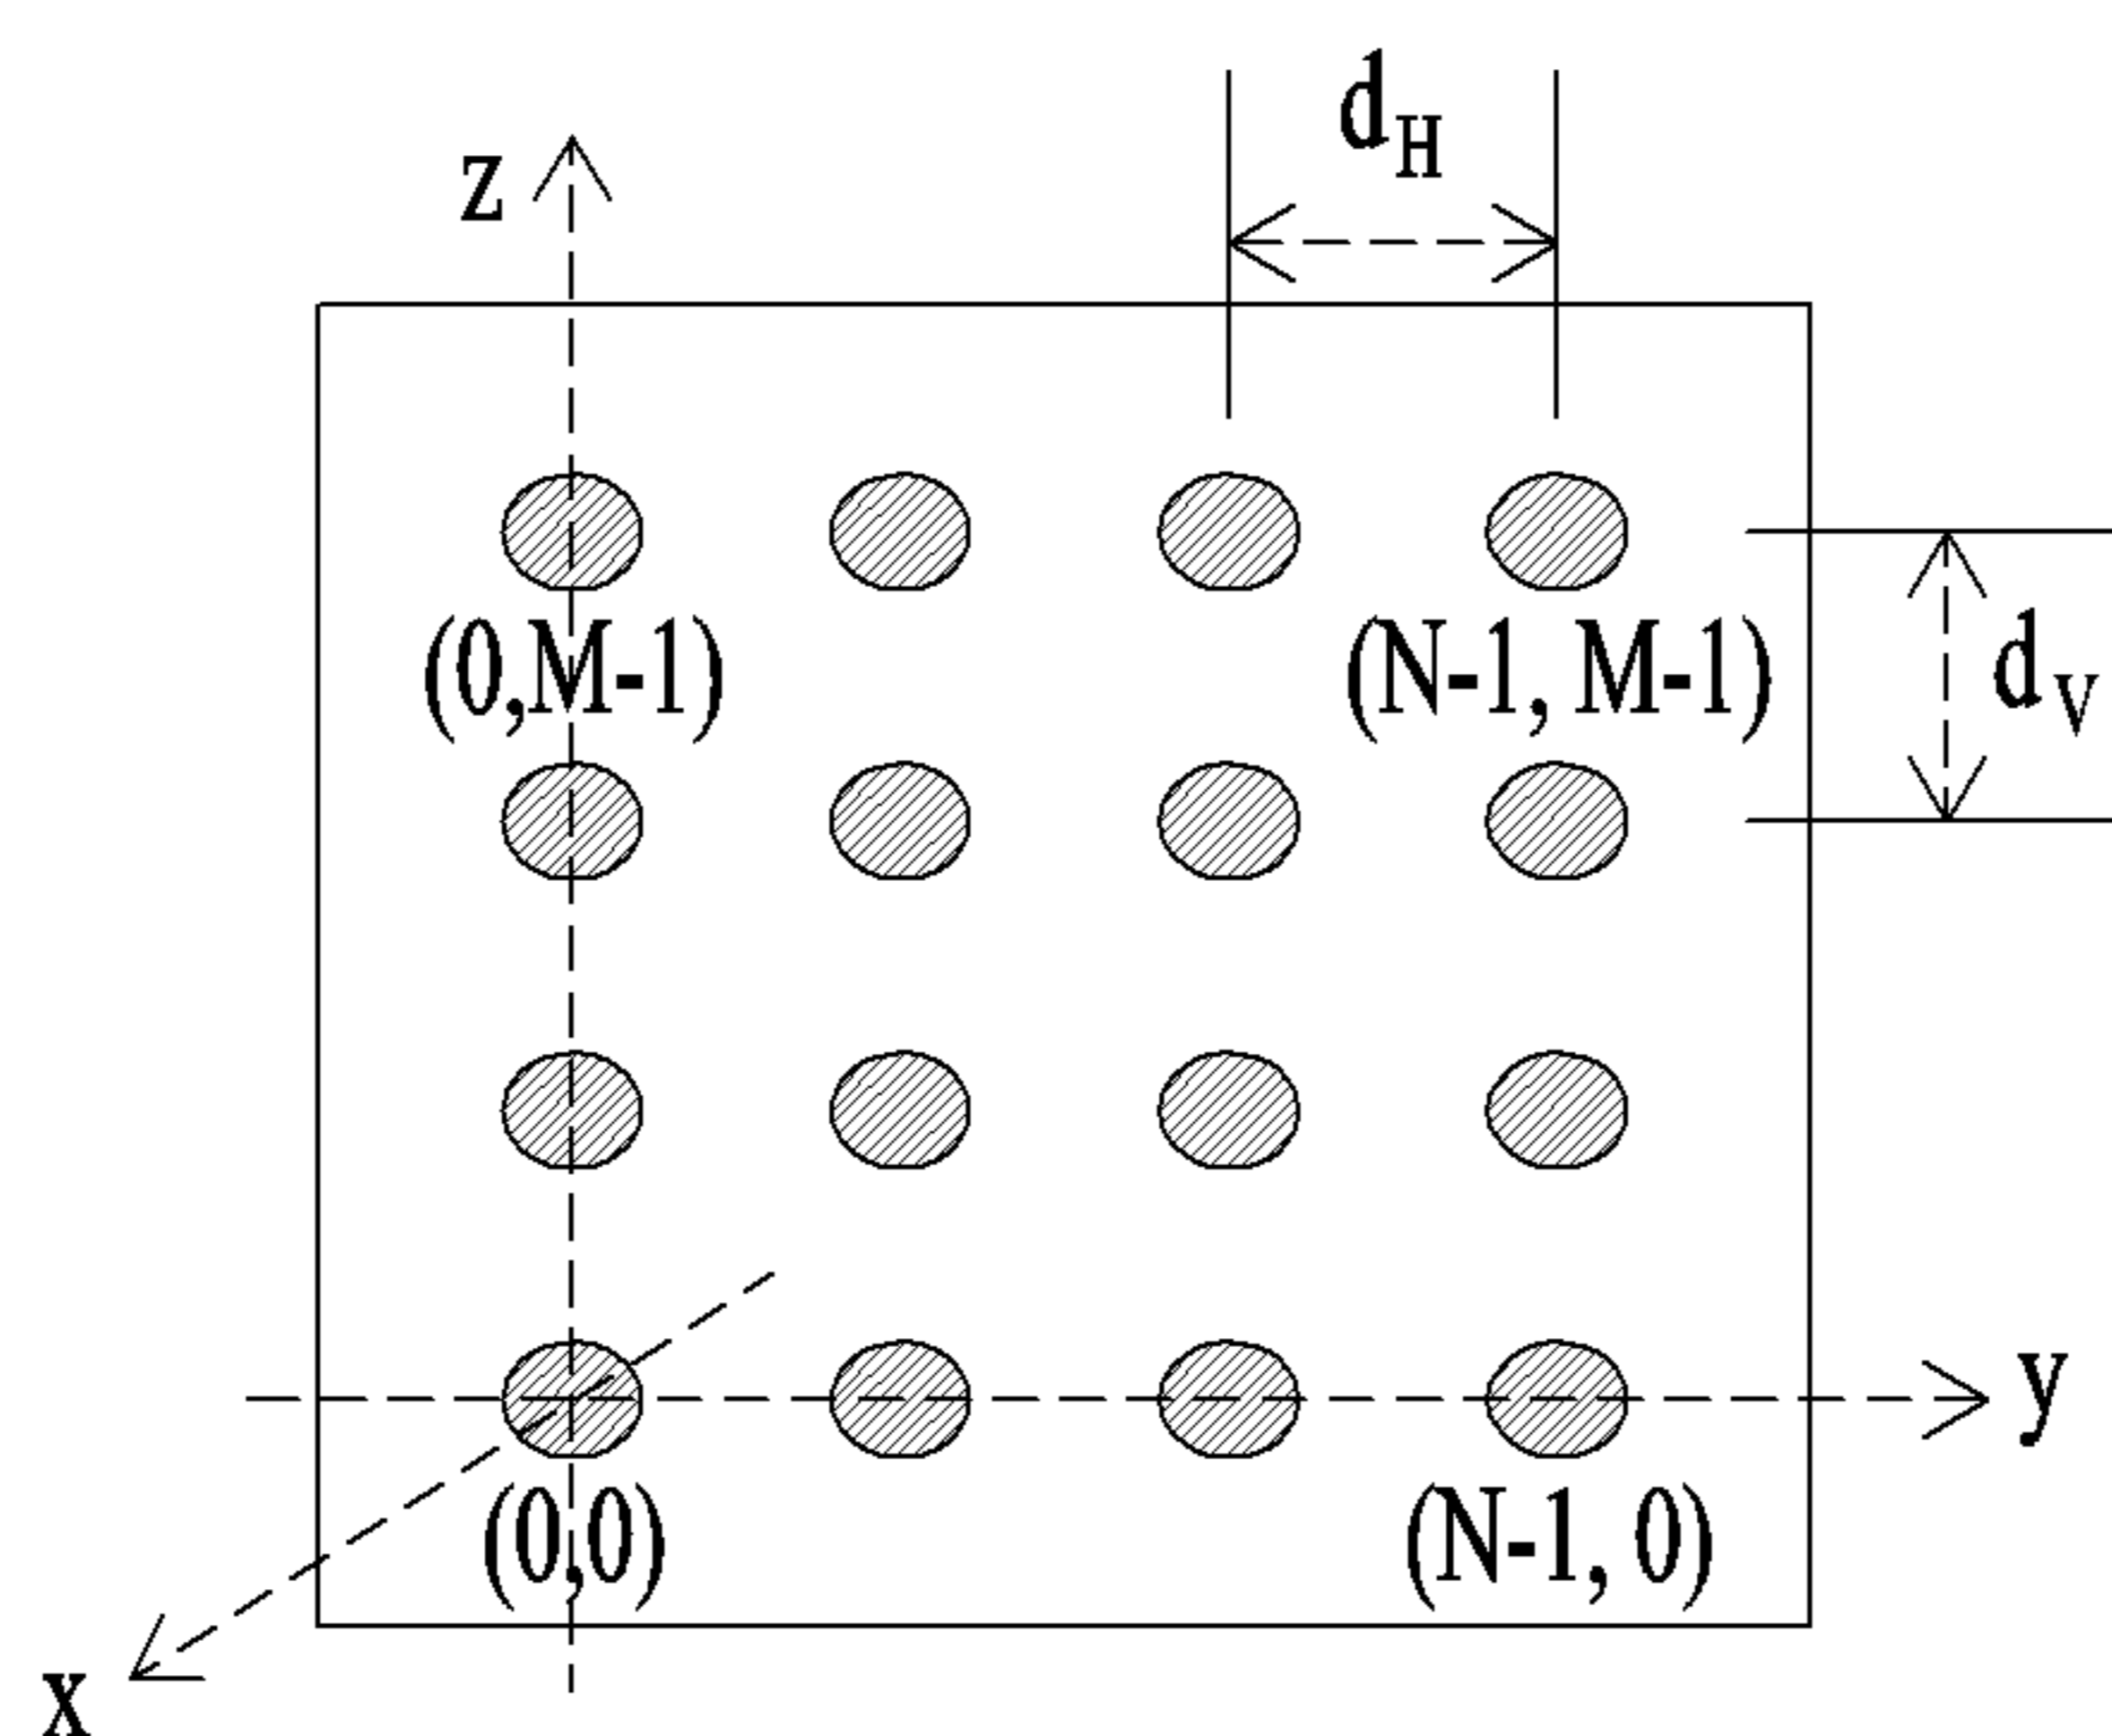 d_H
z
(0,M-1) (N-1, M-1)
d_V
y
(0,0) (N-1, 0)
x